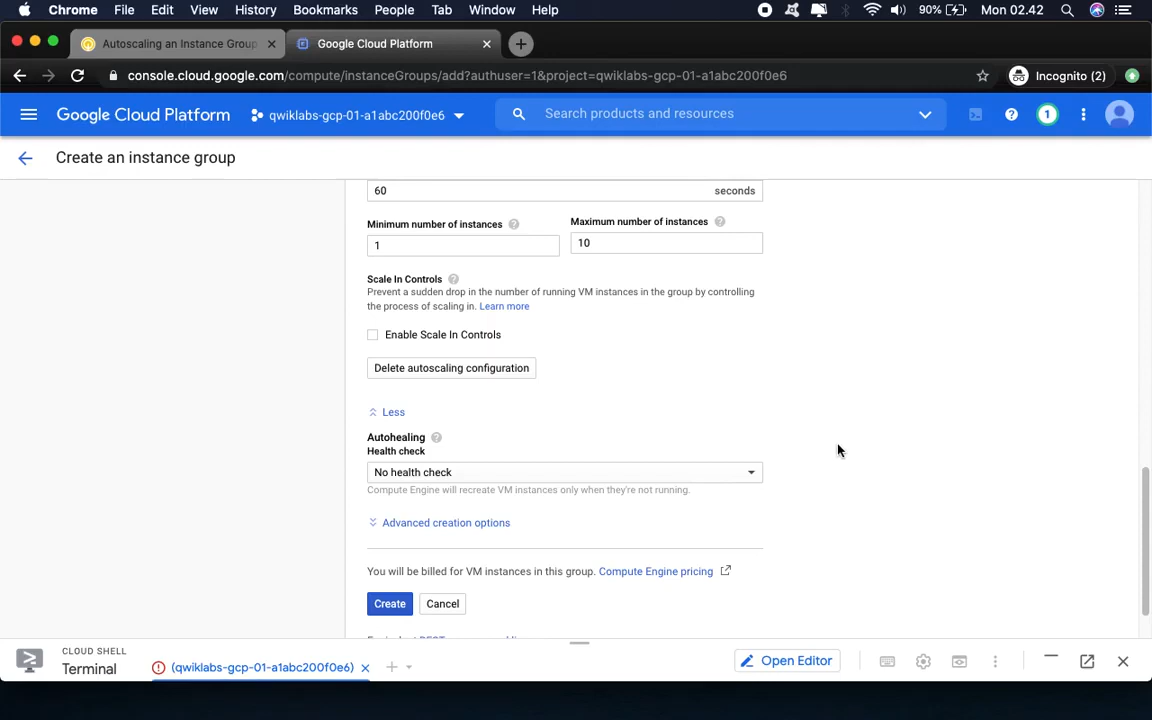 Chrome File Edit View History Bookmarks People Tab Window Help 90% Mon 02.42
Autoscaling an Instance Group
Google Cloud Platform
console.cloud.google.com/compute/instanceGroups/add?authuser=1&project=qwiklabs-gcp-01-a1abc200f0e6
Incognito (2)
Google Cloud Platform
qwiklabs-gcp-01-a1abc200f0e6
Search products and resources
1
Create an instance group
60 seconds
Minimum number of instances
Maximum number of instances
1
10
Scale In Controls
Prevent a sudden drop in the number of running VM instances in the group by controlling
the process of scaling in. Learn more
Enable Scale In Controls
Delete autoscaling configuration
Less
Autohealing
Health check
No health check
Compute Engine will recreate VM instances only when they're not running.
Advanced creation options
You will be billed for VM instances in this group. Compute Engine pricing
Create Cancel
CLOUD SHELL
Terminal
(qwiklabs-gcp-01-a1abc200f0e6)
Open Editor